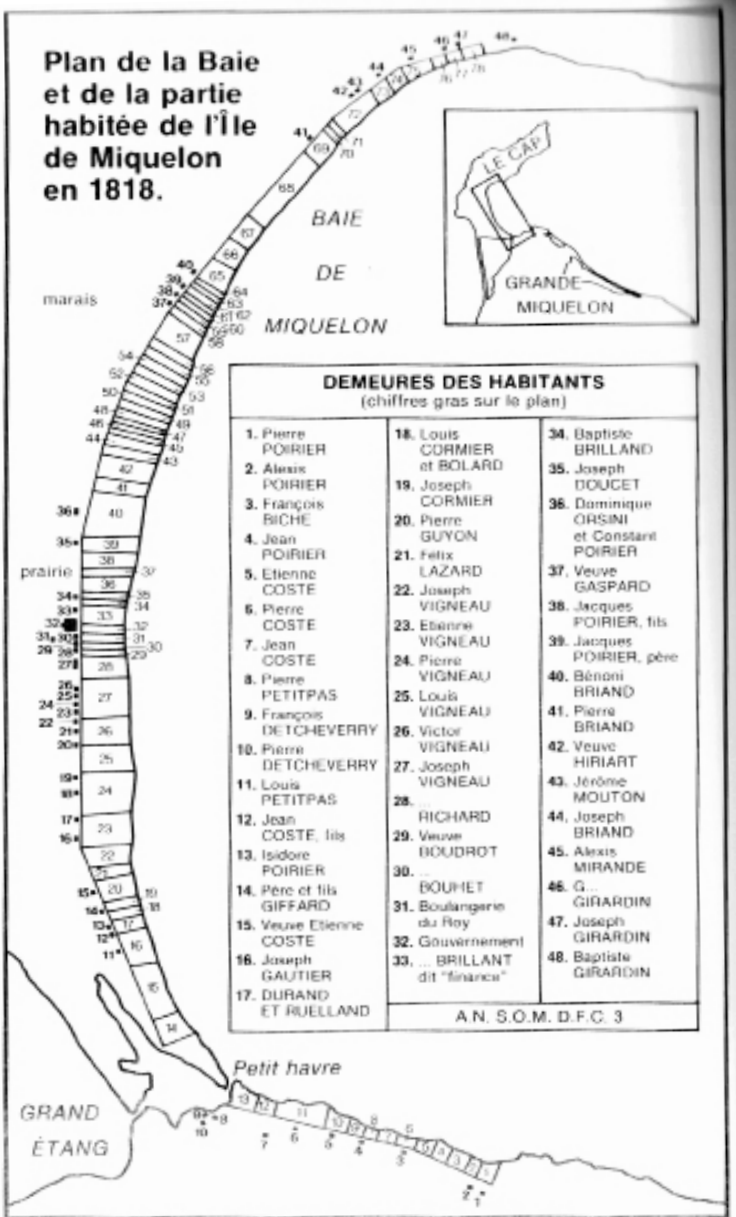 Plan de la Baie
et de la partie
habitée de l'Île
de Miquelon
en 1818.
LE CAP
GRANDE
MIQUELON
BAIE
DE
MIQUELON
marais
prairie
Petit havre
GRAND
ÉTANG
DEMEURES DES HABITANTS
(chiffres gras sur le plan)
1. Pierre
POIRIER
2. Alexis
POIRIER
3. François
BICHE
4. Jean
POIRIER
5. Etienne
COSTE
6. Pierre
COSTE
7. Jean
COSTE
8. Pierre
PETITPAS
9. François
DETCHEVERRY
10. Pierre
DETCHEVERRY
11. Louis
PETITPAS
12. Jean
COSTE, fils
13. Isidore
POIRIER
14. Père et fils
GIFFARD
15. Veuve Etienne
COSTE
16. Joseph
GAUTIER
17. DURAND
ET RUELLAND
18. Louis
CORMIER
et BOLARD
19. Joseph
CORMIER
20. Pierre
GUYON
21. Félix
LAZARD
22. Joseph
VIGNEAU
23. Etienne
VIGNEAU
24. Pierre
VIGNEAU
25. Louis
VIGNEAU
26. Victor
VIGNEAU
27. Joseph
VIGNEAU
28. ...
RICHARD
29. Veuve
BOUDROT
30. ...
BOUHET
31. Boulangerie
du Roy
32. Gouvernement
33. ... BRILLANT
dit "finance"
34. Baptiste
BRILLAND
35. Joseph
DOUCET
36. Dominique
ORSINI
et Constant
POIRIER
37. Veuve
GASPARD
38. Jacques
POIRIER, fils
39. Jacques
POIRIER, père
40. Bénoni
BRIAND
41. Pierre
BRIAND
42. Veuve
HIRIART
43. Jérôme
MOUTON
44. Joseph
BRIAND
45. Alexis
MIRANDE
46. G...
GIRARDIN
47. Joseph
GIRARDIN
48. Baptiste
GIRARDIN
A.N. S.O.M. D.F.C. 3